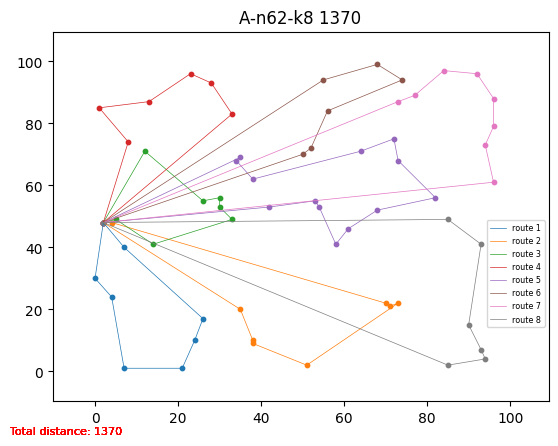 A-n62-k8 1370
100
80
60
40
20
0
0 20 40 60 80 100
route 1
route 2
route 3
route 4
route 5
route 6
route 7
route 8
Total distance: 1370